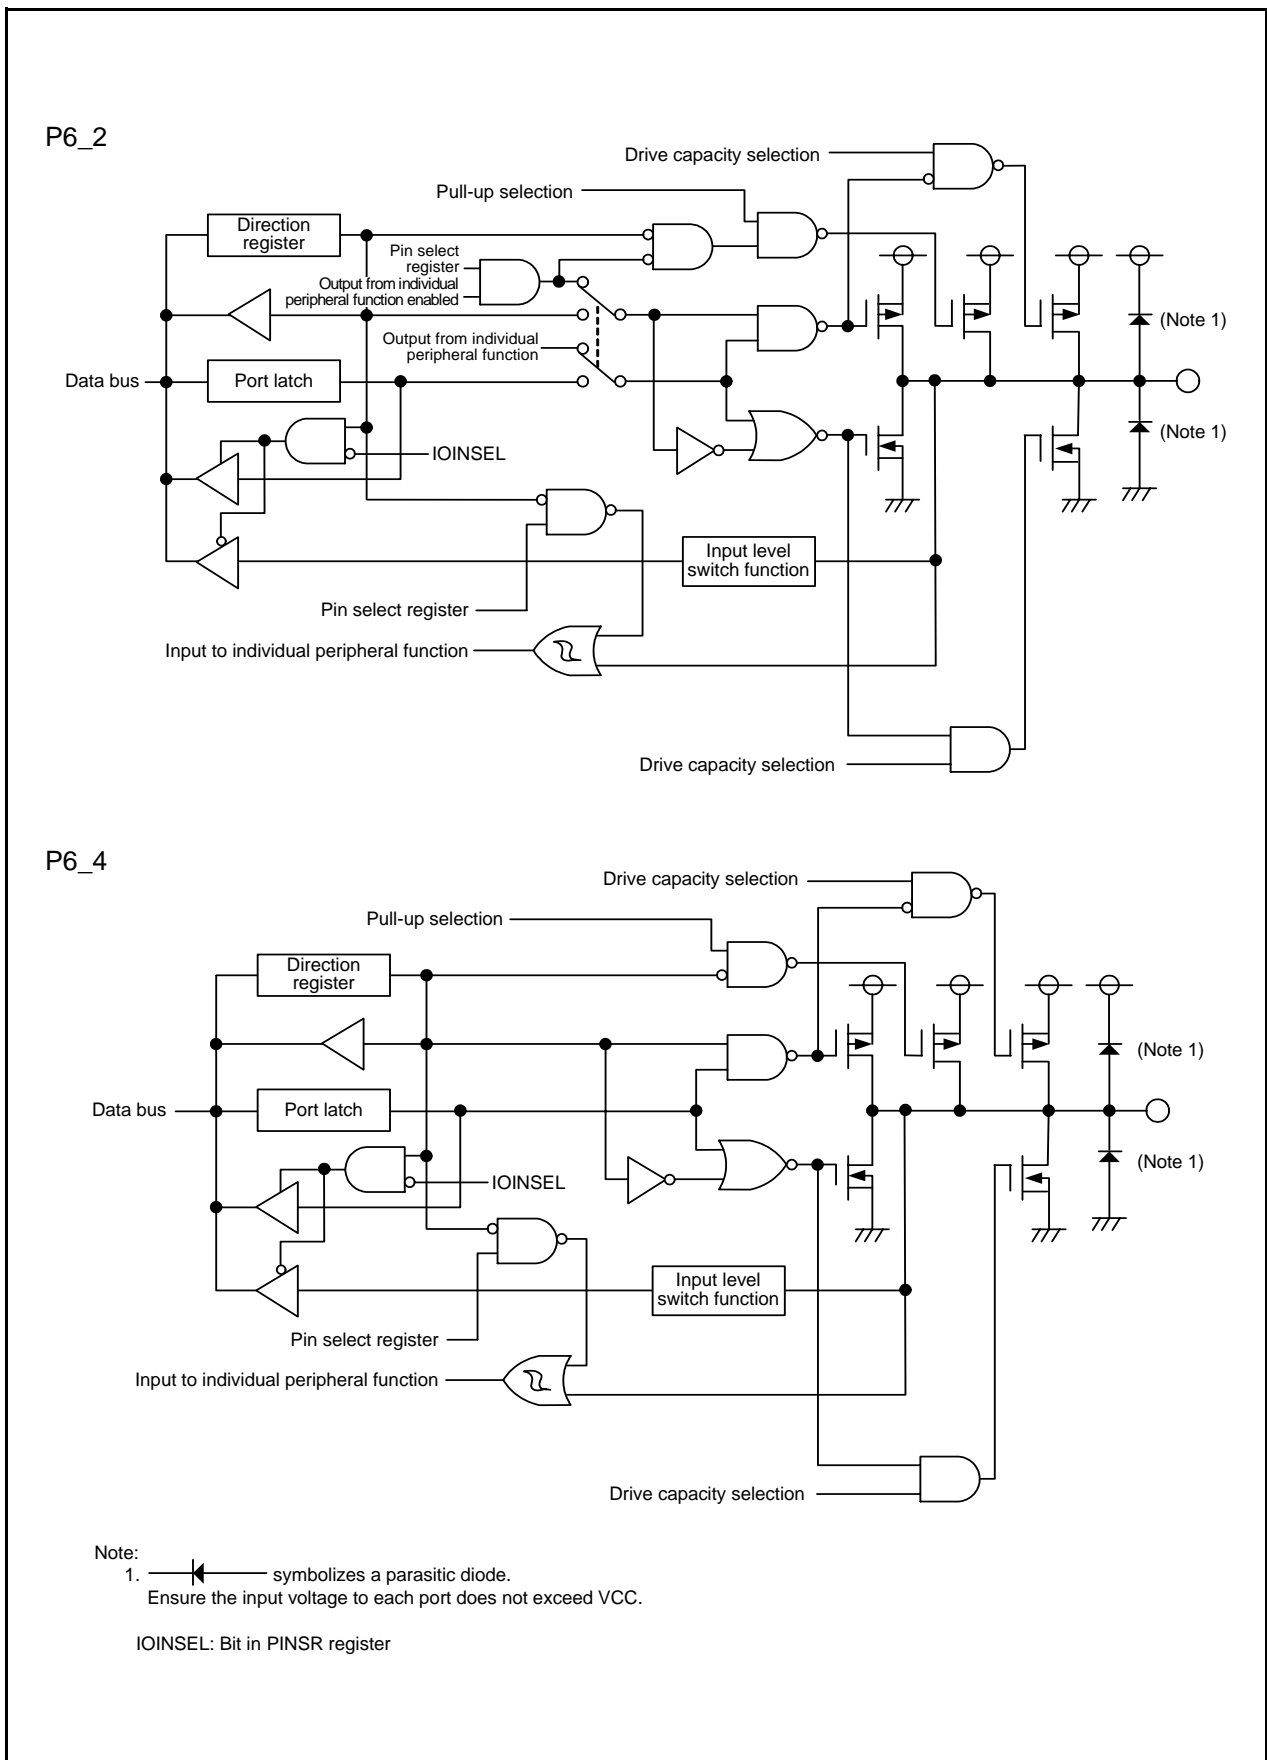 P6_2
Drive capacity selection
Pull-up selection
Direction
register
Pin select
register
Output from individual
peripheral function enabled
(Note 1)
Output from individual
peripheral function
Data bus
Port latch
(Note 1)
IOINSEL
Input level
switch function
Pin select register
Input to individual peripheral function
Drive capacity selection
P6_4
Drive capacity selection
Pull-up selection
Direction
register
(Note 1)
Data bus
Port latch
(Note 1)
IOINSEL
Input level
switch function
Pin select register
Input to individual peripheral function
Drive capacity selection
Note:
1. symbolizes a parasitic diode.
Ensure the input voltage to each port does not exceed VCC.
IOINSEL: Bit in PINSR register